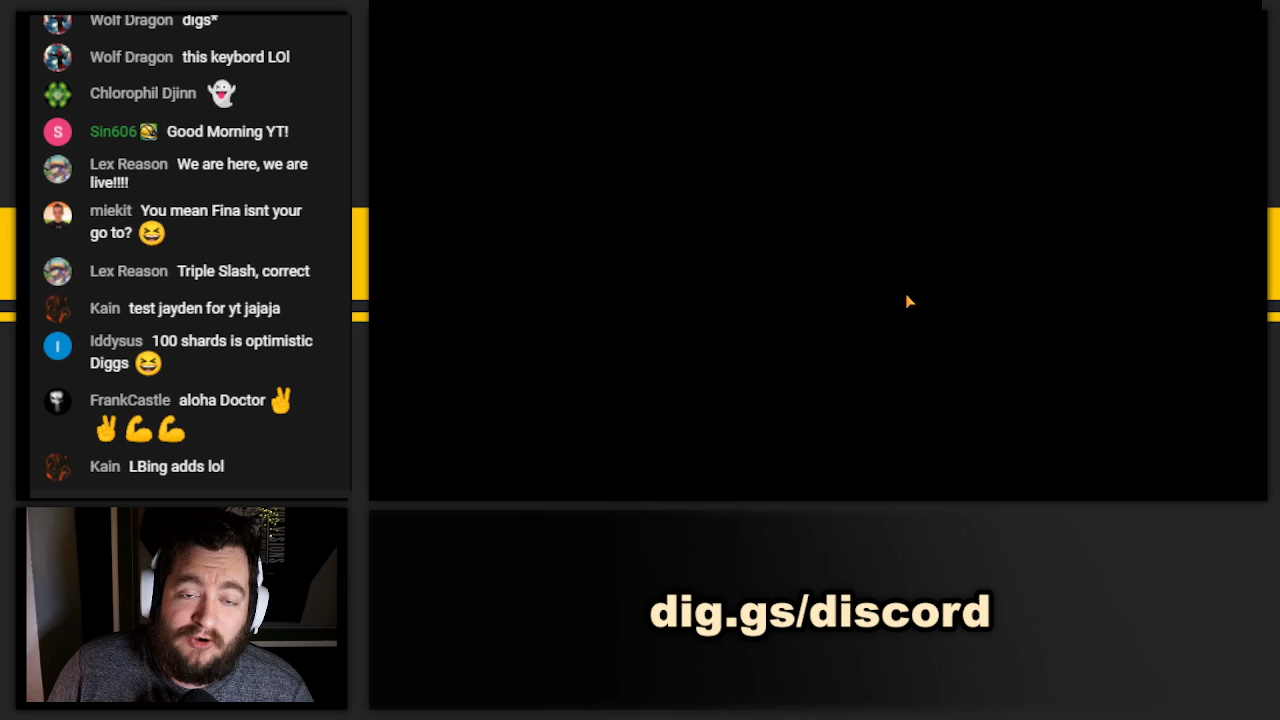 Wolf Dragon digs*
Wolf Dragon this keybord LOl
Chlorophil Djinn 👻
S Sin606 Good Morning YT!
Lex Reason We are here, we are
live!!!!
miekit You mean Fina isnt your
go to? 😆
Lex Reason Triple Slash, correct
Kain test jayden for yt jajaja
I Iddysus 100 shards is optimistic
Diggs 😆
FrankCastle aloha Doctor ✌
✌💪💪
Kain LBing adds lol
VISIONS
dig.gs/discord